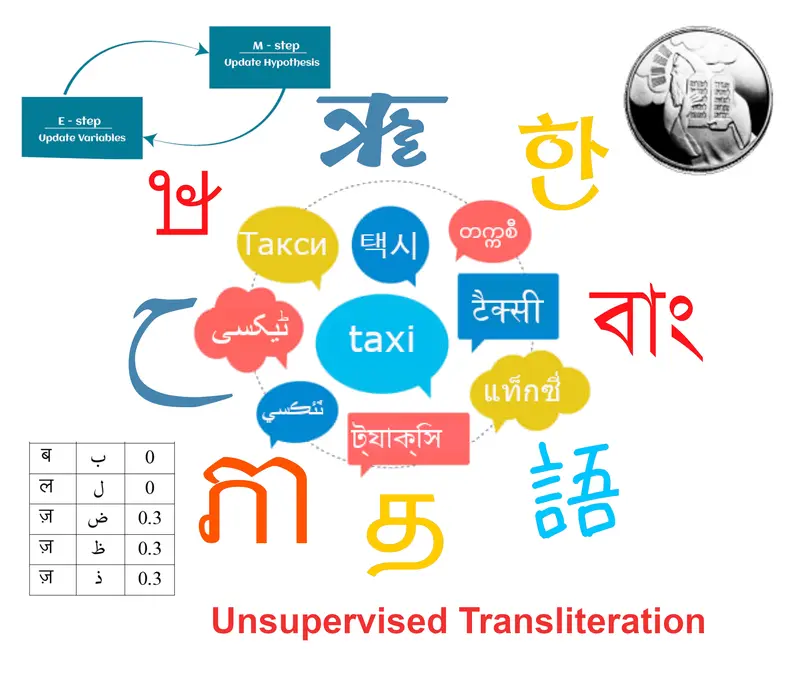 M - step
Update Hypothesis
E - step
Update Variables
ॠ
한
Такси
택시
တက္ကစီ
ح
ٹیکسی
taxi
टैक्सी
বাং
แท็กซี่
ট্যাক্সি
ब ب 0
ल ل 0
ज़ ض 0.3
ज़ ظ 0.3
ज़ ذ 0.3
த
語
Unsupervised Transliteration